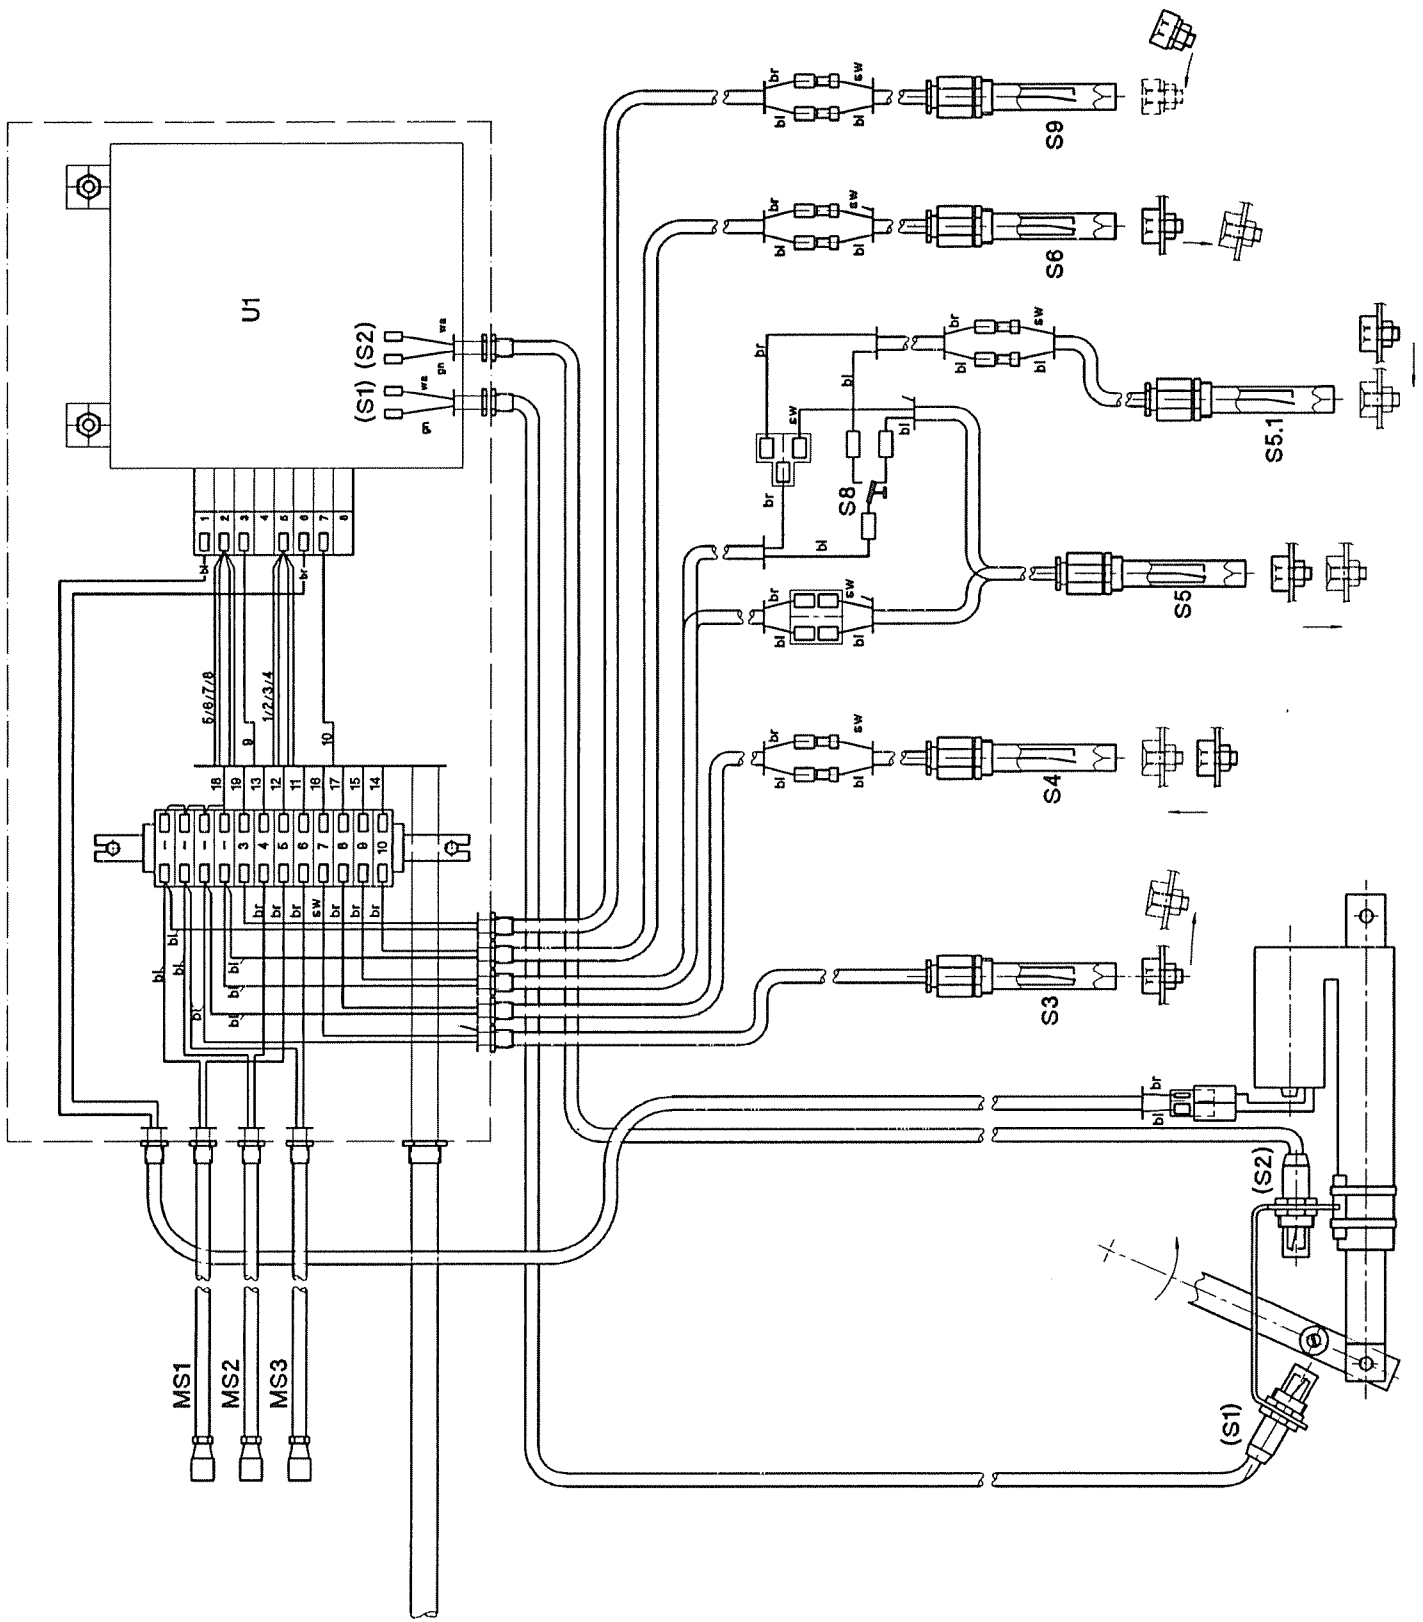 U1
(S1) (S2)
gn
ws
gn
ws
1
2
3
4
5
6
7
8
bl
br
5/6/7/8
9
1/2/3/4
10
18
19
13
12
11
16
17
15
14
–
–
–
–
3
4
5
6
7
8
9
10
bl
bl
bl
bl
bl
bl
bl
br
br
br
sw
br
br
br
MS1
MS2
MS3
br
sw
bl
bl
S9
br
sw
bl
bl
S6
br
bl
br
sw
bl
bl
S5.1
sw
bl
br
bl
S8
br
sw
bl
bl
S5
br
sw
bl
bl
S4
S3
br
bl
(S2)
(S1)